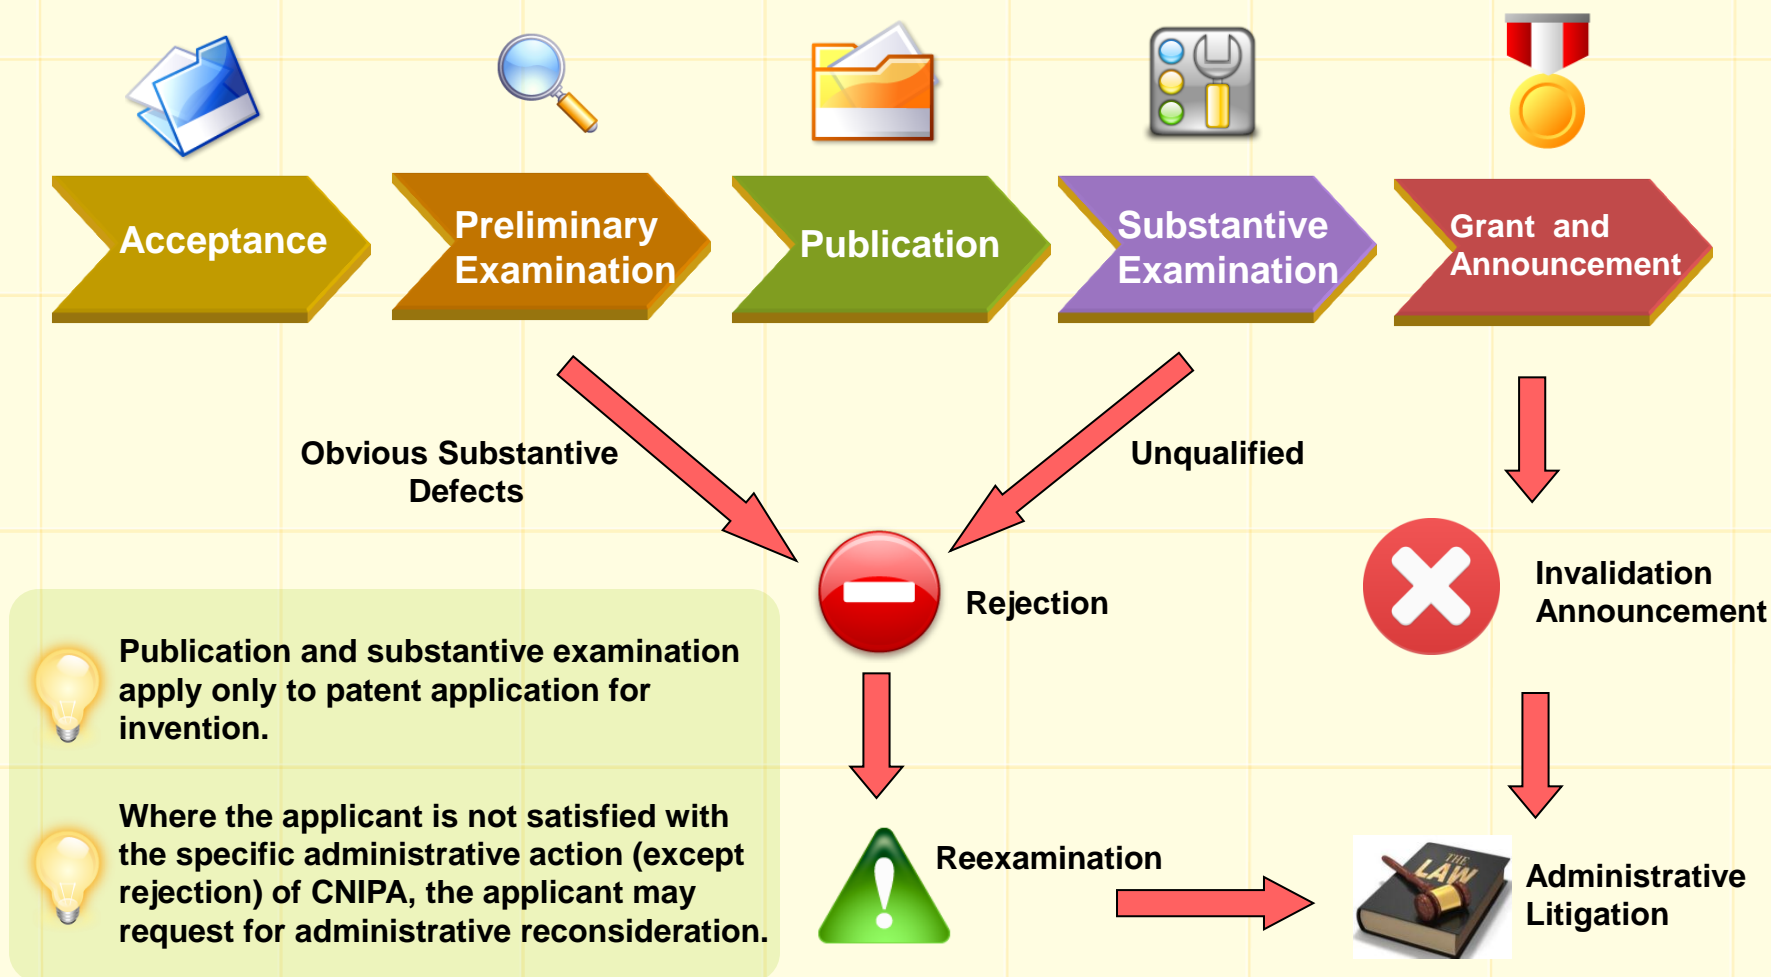 Acceptance
Preliminary
Examination
Publication
Substantive
Examination
Grant and
Announcement
Obvious Substantive
Defects
Unqualified
Rejection
Invalidation
Announcement
Publication and substantive examination
apply only to patent application for
invention.
Where the applicant is not satisfied with
the specific administrative action (except
rejection) of CNIPA, the applicant may
request for administrative reconsideration.
Reexamination
THE
LAW
Administrative
Litigation